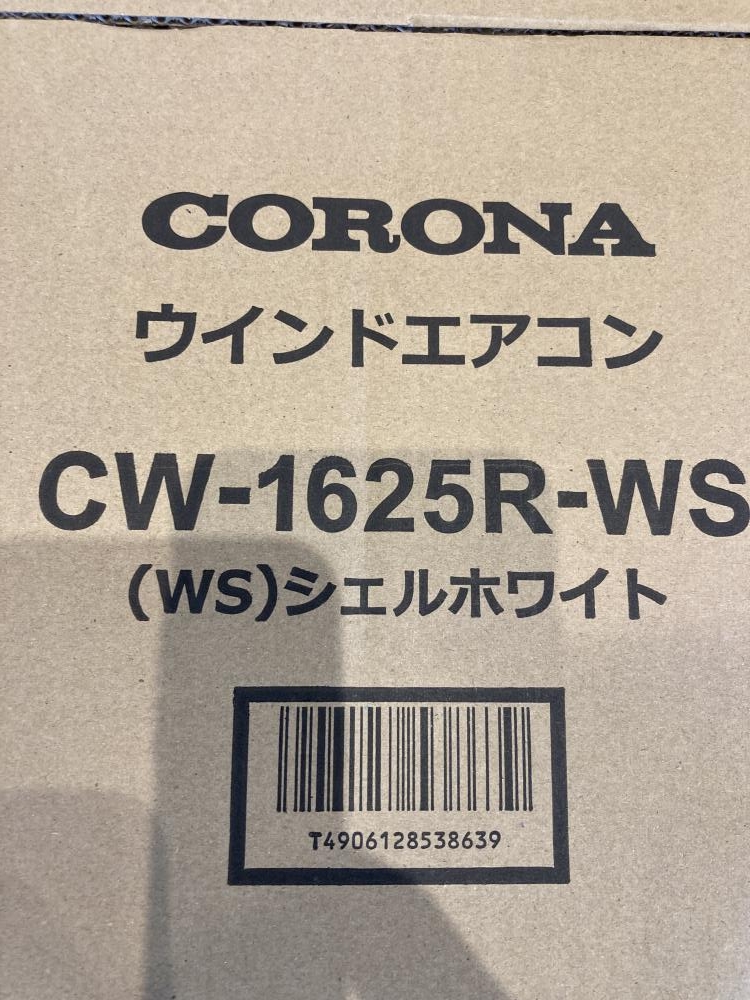 CORONA
ウインドエアコン
CW-1625R-WS
(WS)シェルホワイト
T4906128538639